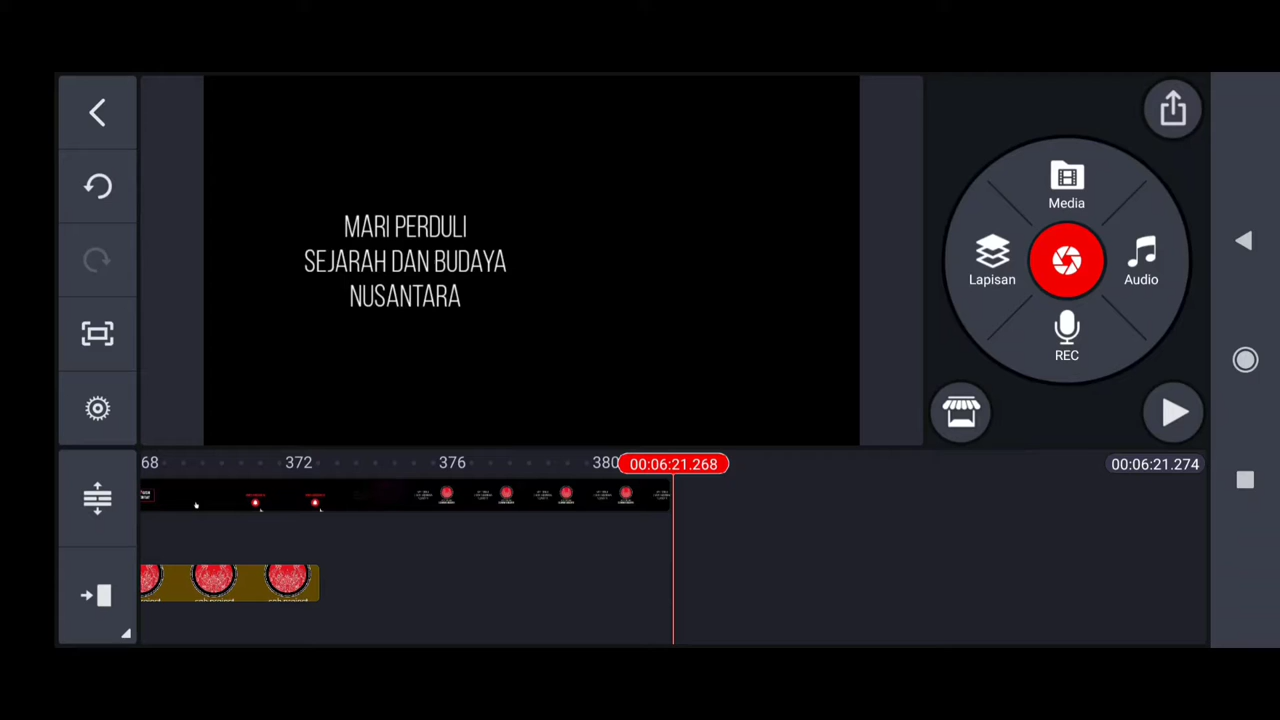 MARI PERDULI
SEJARAH DAN BUDAYA
NUSANTARA
Media
Lapisan
Audio
REC
68
372
376
380
00:06:21.268
00:06:21.274